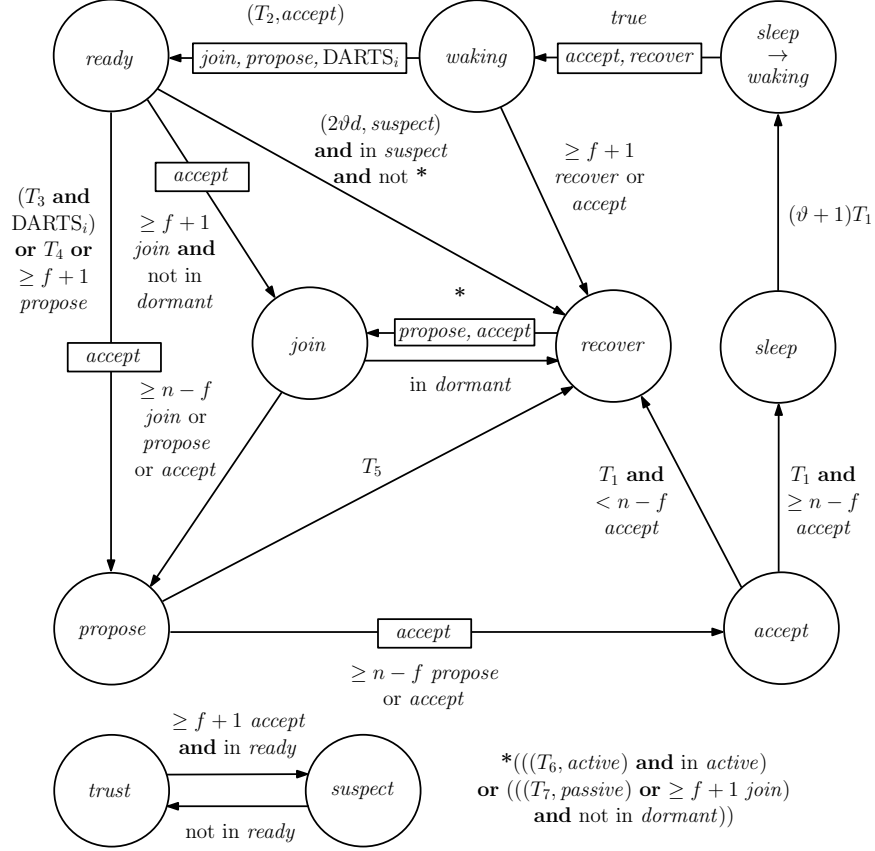 (T₂, accept)
true
ready
join, propose, DARTSᵢ
waking
accept, recover
sleep
→
waking
(2ϑd, suspect)
and in suspect
and not *
≥ f + 1
recover or
accept
(T₃ and
DARTSᵢ)
or T₄ or
≥ f + 1
propose
accept
≥ f + 1
join and
not in
dormant
(ϑ + 1)T₁
*
join
propose, accept
recover
sleep
in dormant
accept
≥ n − f
join or
propose
or accept
T₅
T₁ and
< n − f
accept
T₁ and
≥ n − f
accept
propose
accept
accept
≥ n − f propose
or accept
≥ f + 1 accept
and in ready
trust
suspect
not in ready
*(((T₆, active) and in active)
or (((T₇, passive) or ≥ f + 1 join)
and not in dormant))